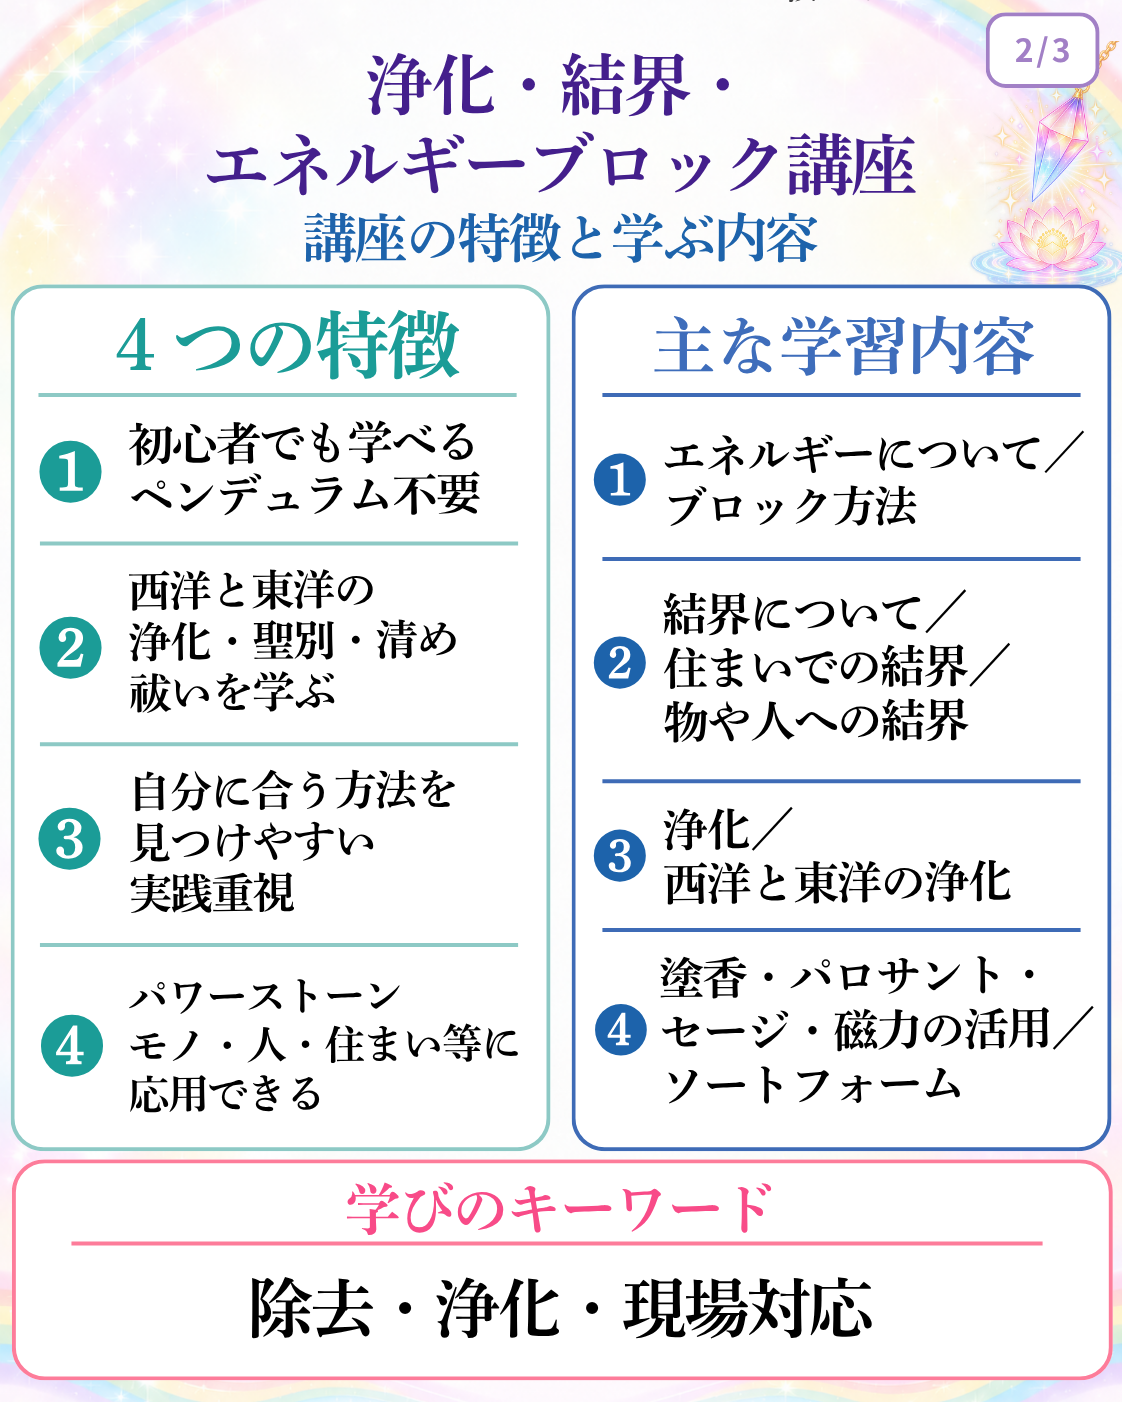 2/3
浄化・結界・
エネルギーブロック講座
講座の特徴と学ぶ内容
4つの特徴
1 初心者でも学べる
ペンデュラム不要
2 西洋と東洋の
浄化・聖別・清め
祓いを学ぶ
3 自分に合う方法を
見つけやすい
実践重視
4 パワーストーン
モノ・人・住まい等に
応用できる
主な学習内容
1 エネルギーについて／
ブロック方法
2 結界について／
住まいでの結界／
物や人への結界
3 浄化／
西洋と東洋の浄化
4 塗香・パロサント・
セージ・磁力の活用／
ソートフォーム
学びのキーワード
除去・浄化・現場対応